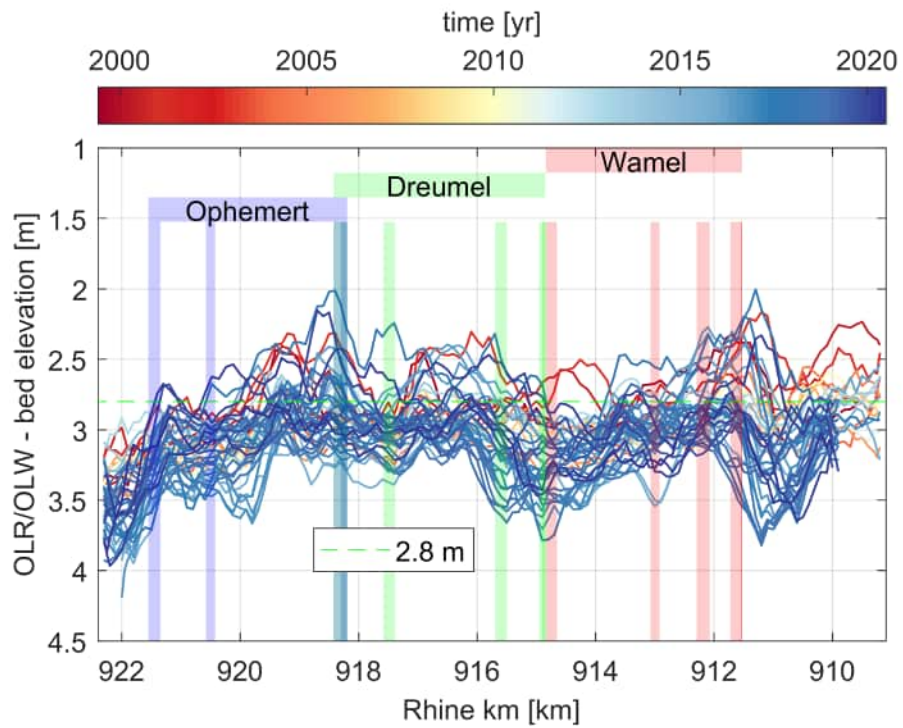 time [yr]
2000 2005 2010 2015 2020
OLR/OLW - bed elevation [m]
1
1.5
2
2.5
3
3.5
4
4.5
Wamel
Dreumel
Ophemert
2.8 m
922 920 918 916 914 912 910
Rhine km [km]